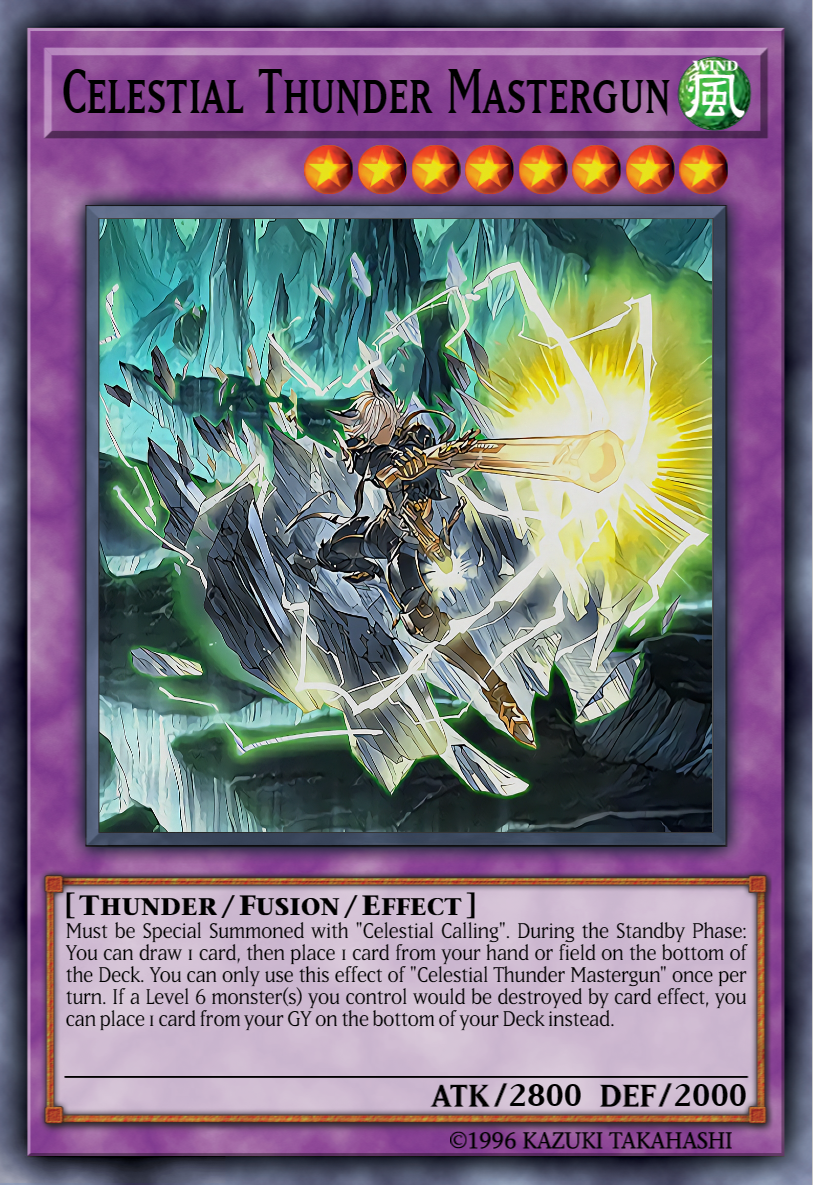 CELESTIAL THUNDER MASTERGUN
WIND
風
[THUNDER/FUSION/EFFECT]
Must be Special Summoned with "Celestial Calling". During the Standby Phase:
You can draw 1 card, then place 1 card from your hand or field on the bottom of
the Deck. You can only use this effect of "Celestial Thunder Mastergun" once per
turn. If a Level 6 monster(s) you control would be destroyed by card effect, you
can place 1 card from your GY on the bottom of your Deck instead.
ATK/2800 DEF/2000
©1996 KAZUKI TAKAHASHI